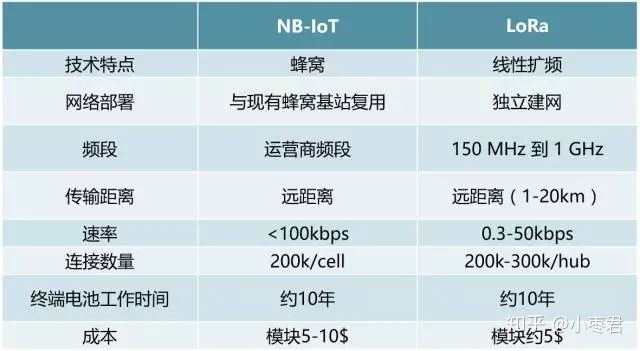 NB-IoT LoRa
技术特点 蜂窝 线性扩频
网络部署 与现有蜂窝基站复用 独立建网
频段 运营商频段 150 MHz 到 1 GHz
传输距离 远距离 远距离（1-20km）
速率 <100kbps 0.3-50kbps
连接数量 200k/cell 200k-300k/hub
终端电池工作时间 约10年 约10年
成本 模块5-10$ 模块约5$
知乎 @小枣君